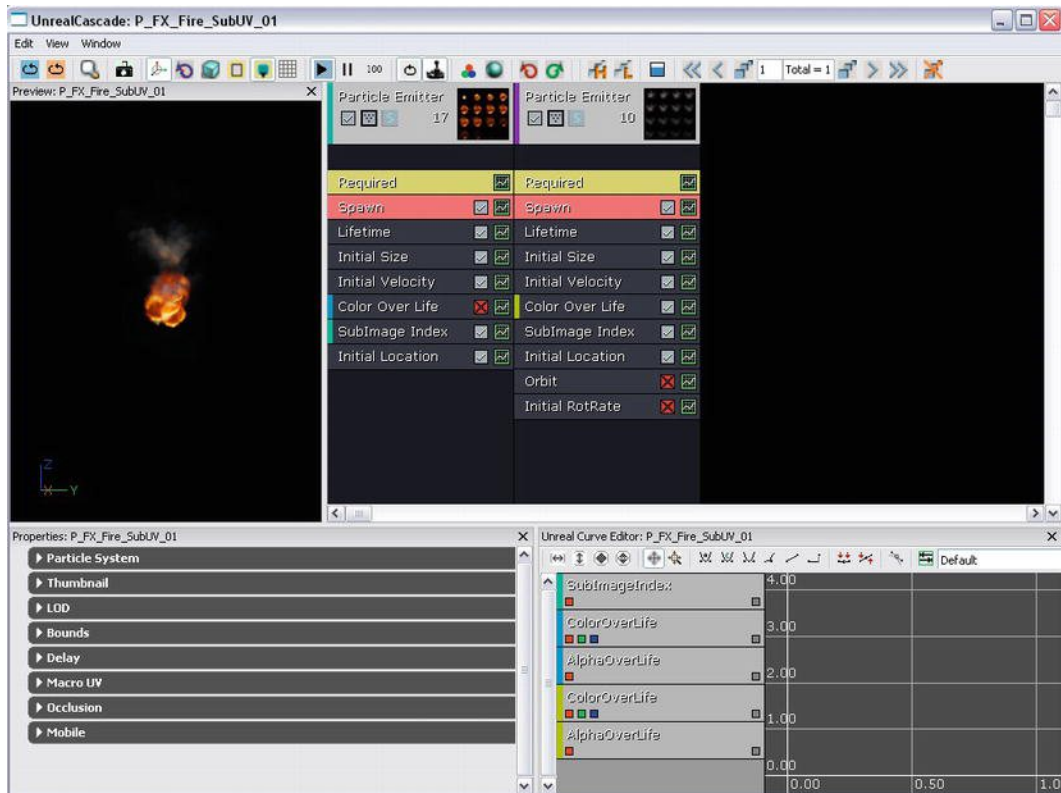 UnrealCascade: P_FX_Fire_SubUV_01
Edit View Window
100 1 Total = 1
Preview: P_FX_Fire_SubUV_01
Particle Emitter
17
Required
Spawn
Lifetime
Initial Size
Initial Velocity
Color Over Life
SubImage Index
Initial Location
Particle Emitter
10
Required
Spawn
Lifetime
Initial Size
Initial Velocity
Color Over Life
SubImage Index
Initial Location
Orbit
Initial RotRate
Z
X Y
Properties: P_FX_Fire_SubUV_01
Particle System
Thumbnail
LOD
Bounds
Delay
Macro UV
Occlusion
Mobile
Unreal Curve Editor: P_FX_Fire_SubUV_01
Default
SubImageIndex
ColorOverLife
AlphaOverLife
ColorOverLife
AlphaOverLife
4.00
3.00
2.00
1.00
0.00
0.00 0.50 1.0